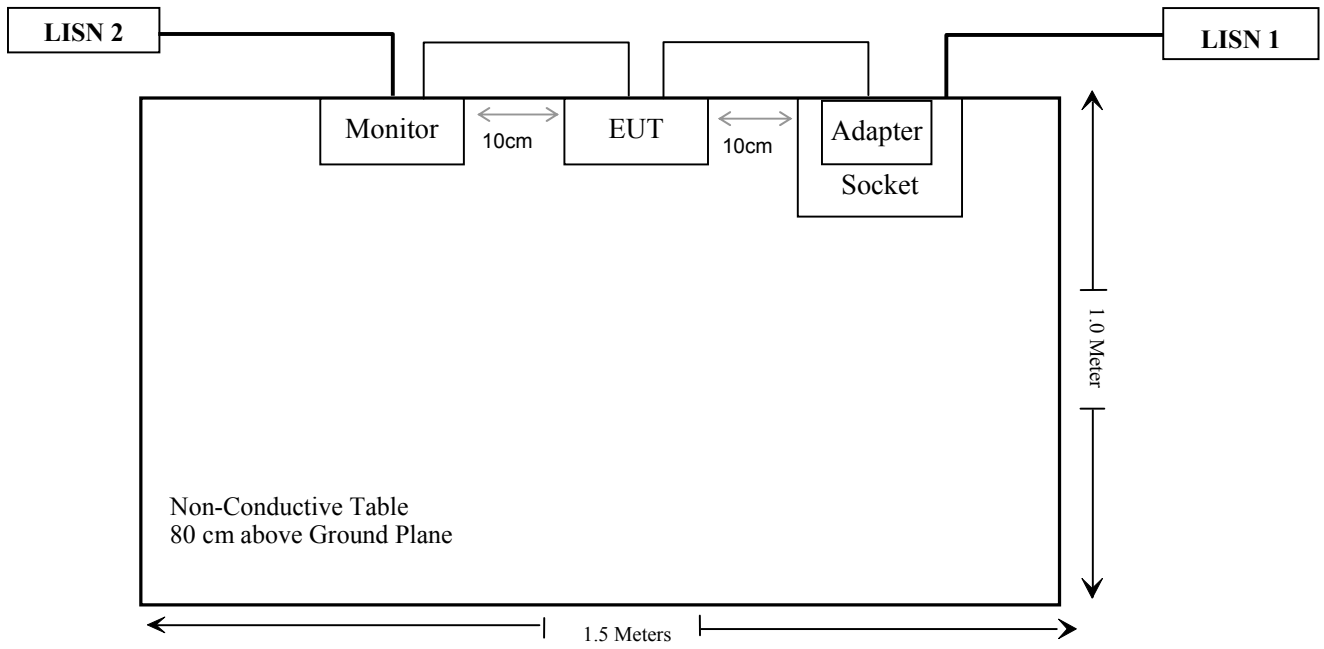 LISN 2
LISN 1
Monitor
10cm
EUT
10cm
Adapter
Socket
1.0 Meter
Non-Conductive Table
80 cm above Ground Plane
1.5 Meters